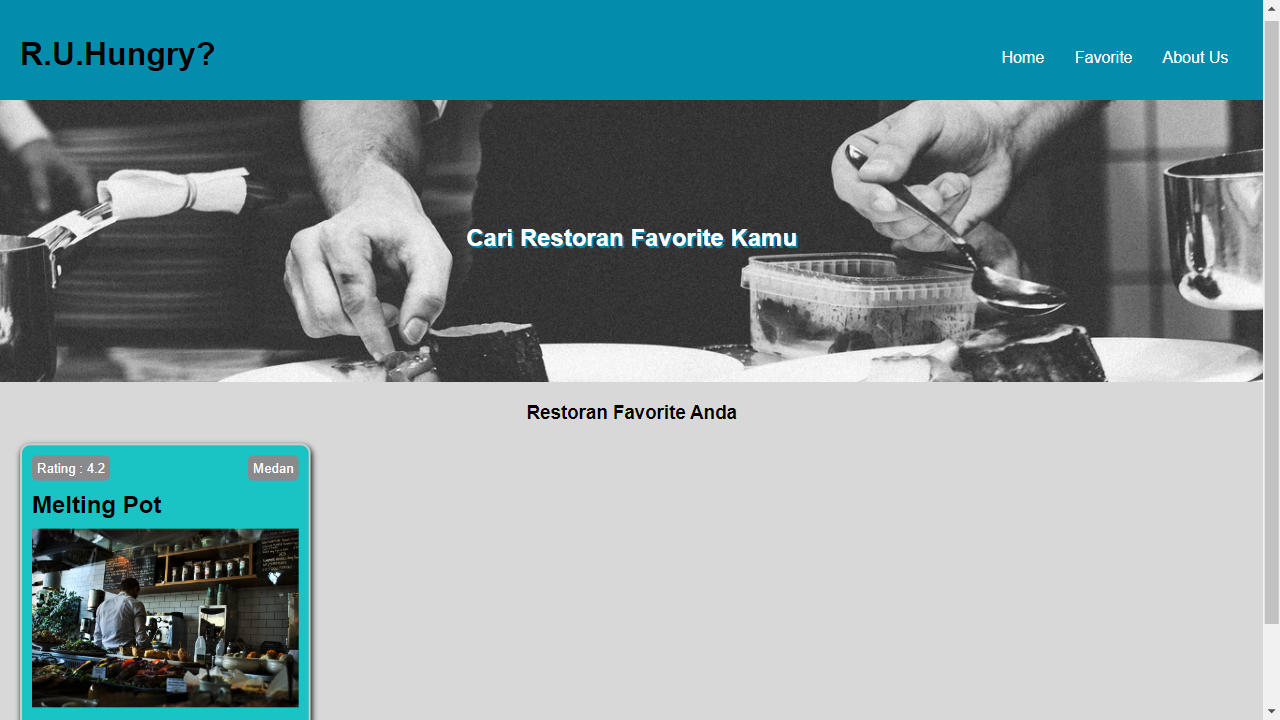 R.U.Hungry?
Home Favorite About Us
Cari Restoran Favorite Kamu
Restoran Favorite Anda
Rating : 4.2 Medan
Melting Pot